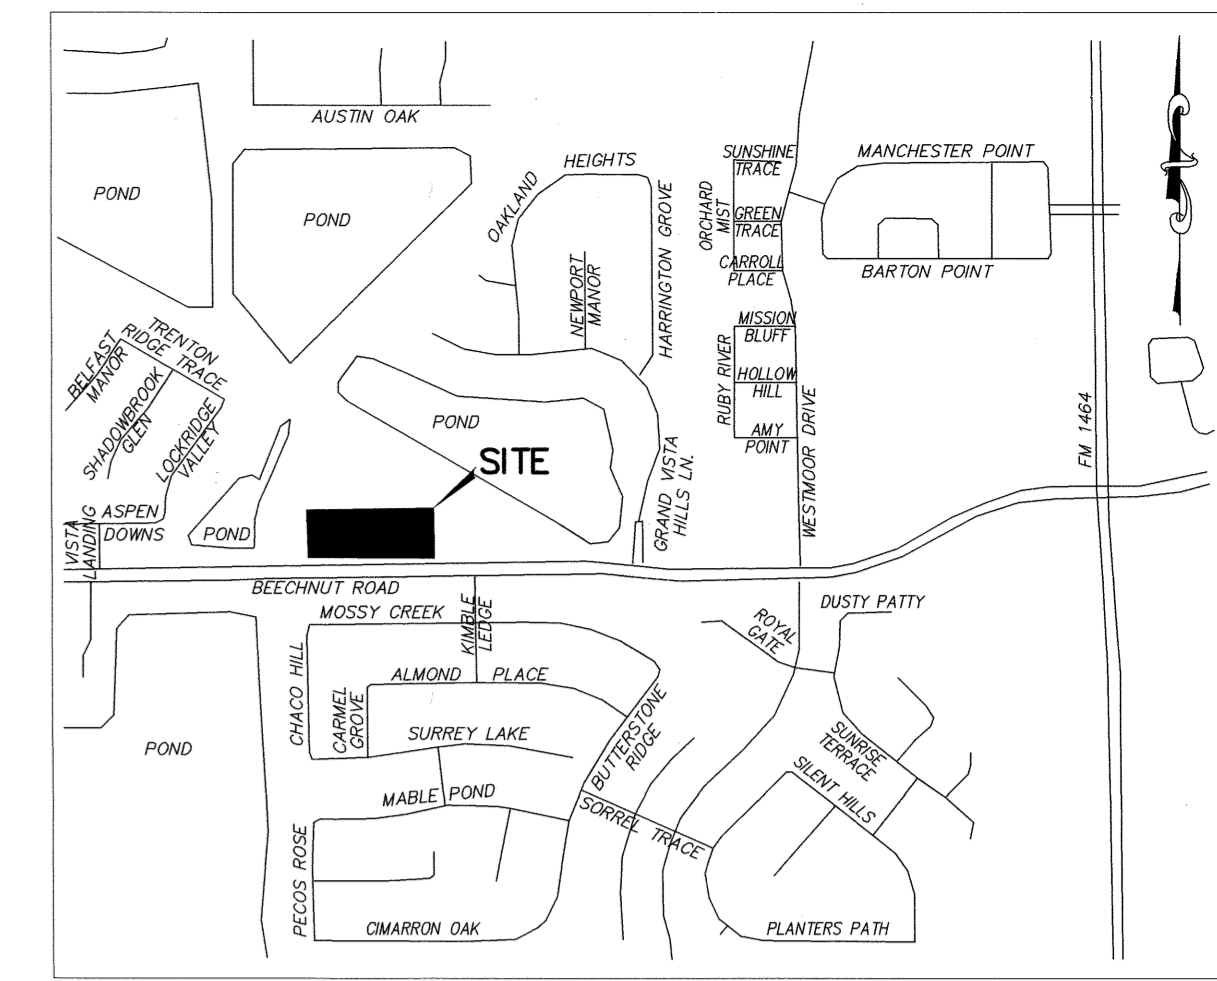 AUSTIN OAK
POND
POND
OAKLAND
HEIGHTS
HARRINGTON GROVE
NEWPORT
MANOR
SUNSHINE
TRACE
ORCHARD
MIST
GREEN
TRACE
CARROLL
PLACE
MANCHESTER POINT
BARTON POINT
MISSION
BLUFF
RUBY RIVER
HOLLOW
HILL
AMY
POINT
WESTMOOR DRIVE
FM 1464
BELFAST
MANOR
TRENTON
RIDGE TRACE
SHADOWBROOK
GLEN
LOCKRIDGE
VALLEY
POND
SITE
GRAND VISTA
HILLS LN.
VISTA
LANDING
ASPEN
DOWNS
POND
BEECHNUT ROAD
MOSSY CREEK
KIMBLE
LEDGE
ROYAL
GATE
DUSTY PATTY
CHACO HILL
ALMOND PLACE
CARMEL
GROVE
SURREY LAKE
BUTTERSTONE
RIDGE
SUNRISE
TERRACE
SILENT HILLS
POND
MABLE POND
SORREL TRACE
PECOS ROSE
CIMARRON OAK
PLANTERS PATH